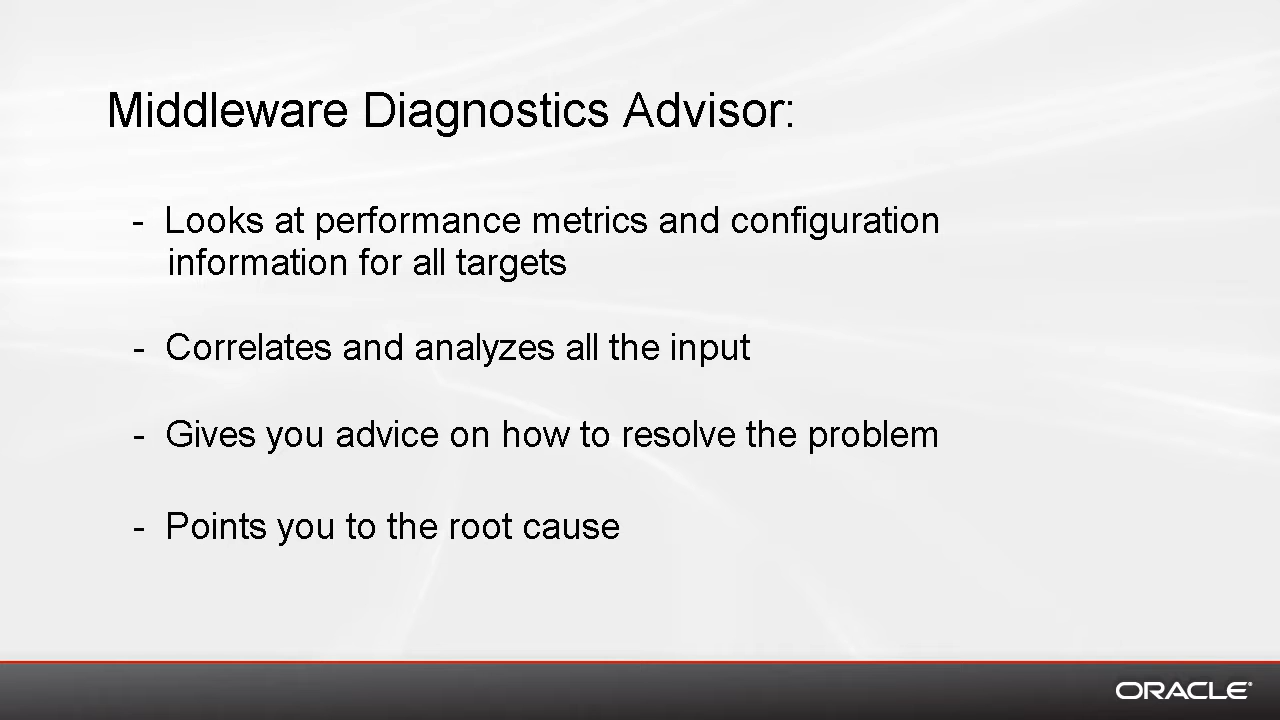 Middleware Diagnostics Advisor:
- Looks at performance metrics and configuration
information for all targets
- Correlates and analyzes all the input
- Gives you advice on how to resolve the problem
- Points you to the root cause
ORACLE®